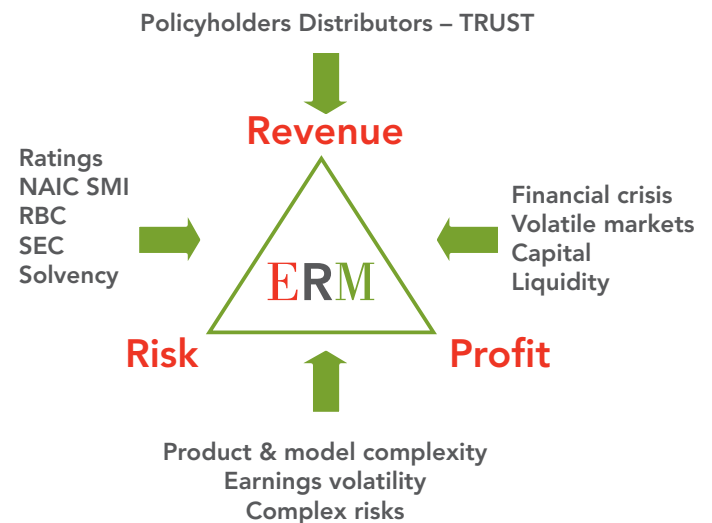 Policyholders Distributors – TRUST
Revenue
Ratings
NAIC SMI
RBC
SEC
Solvency
Financial crisis
Volatile markets
Capital
Liquidity
ERM
Risk
Profit
Product & model complexity
Earnings volatility
Complex risks